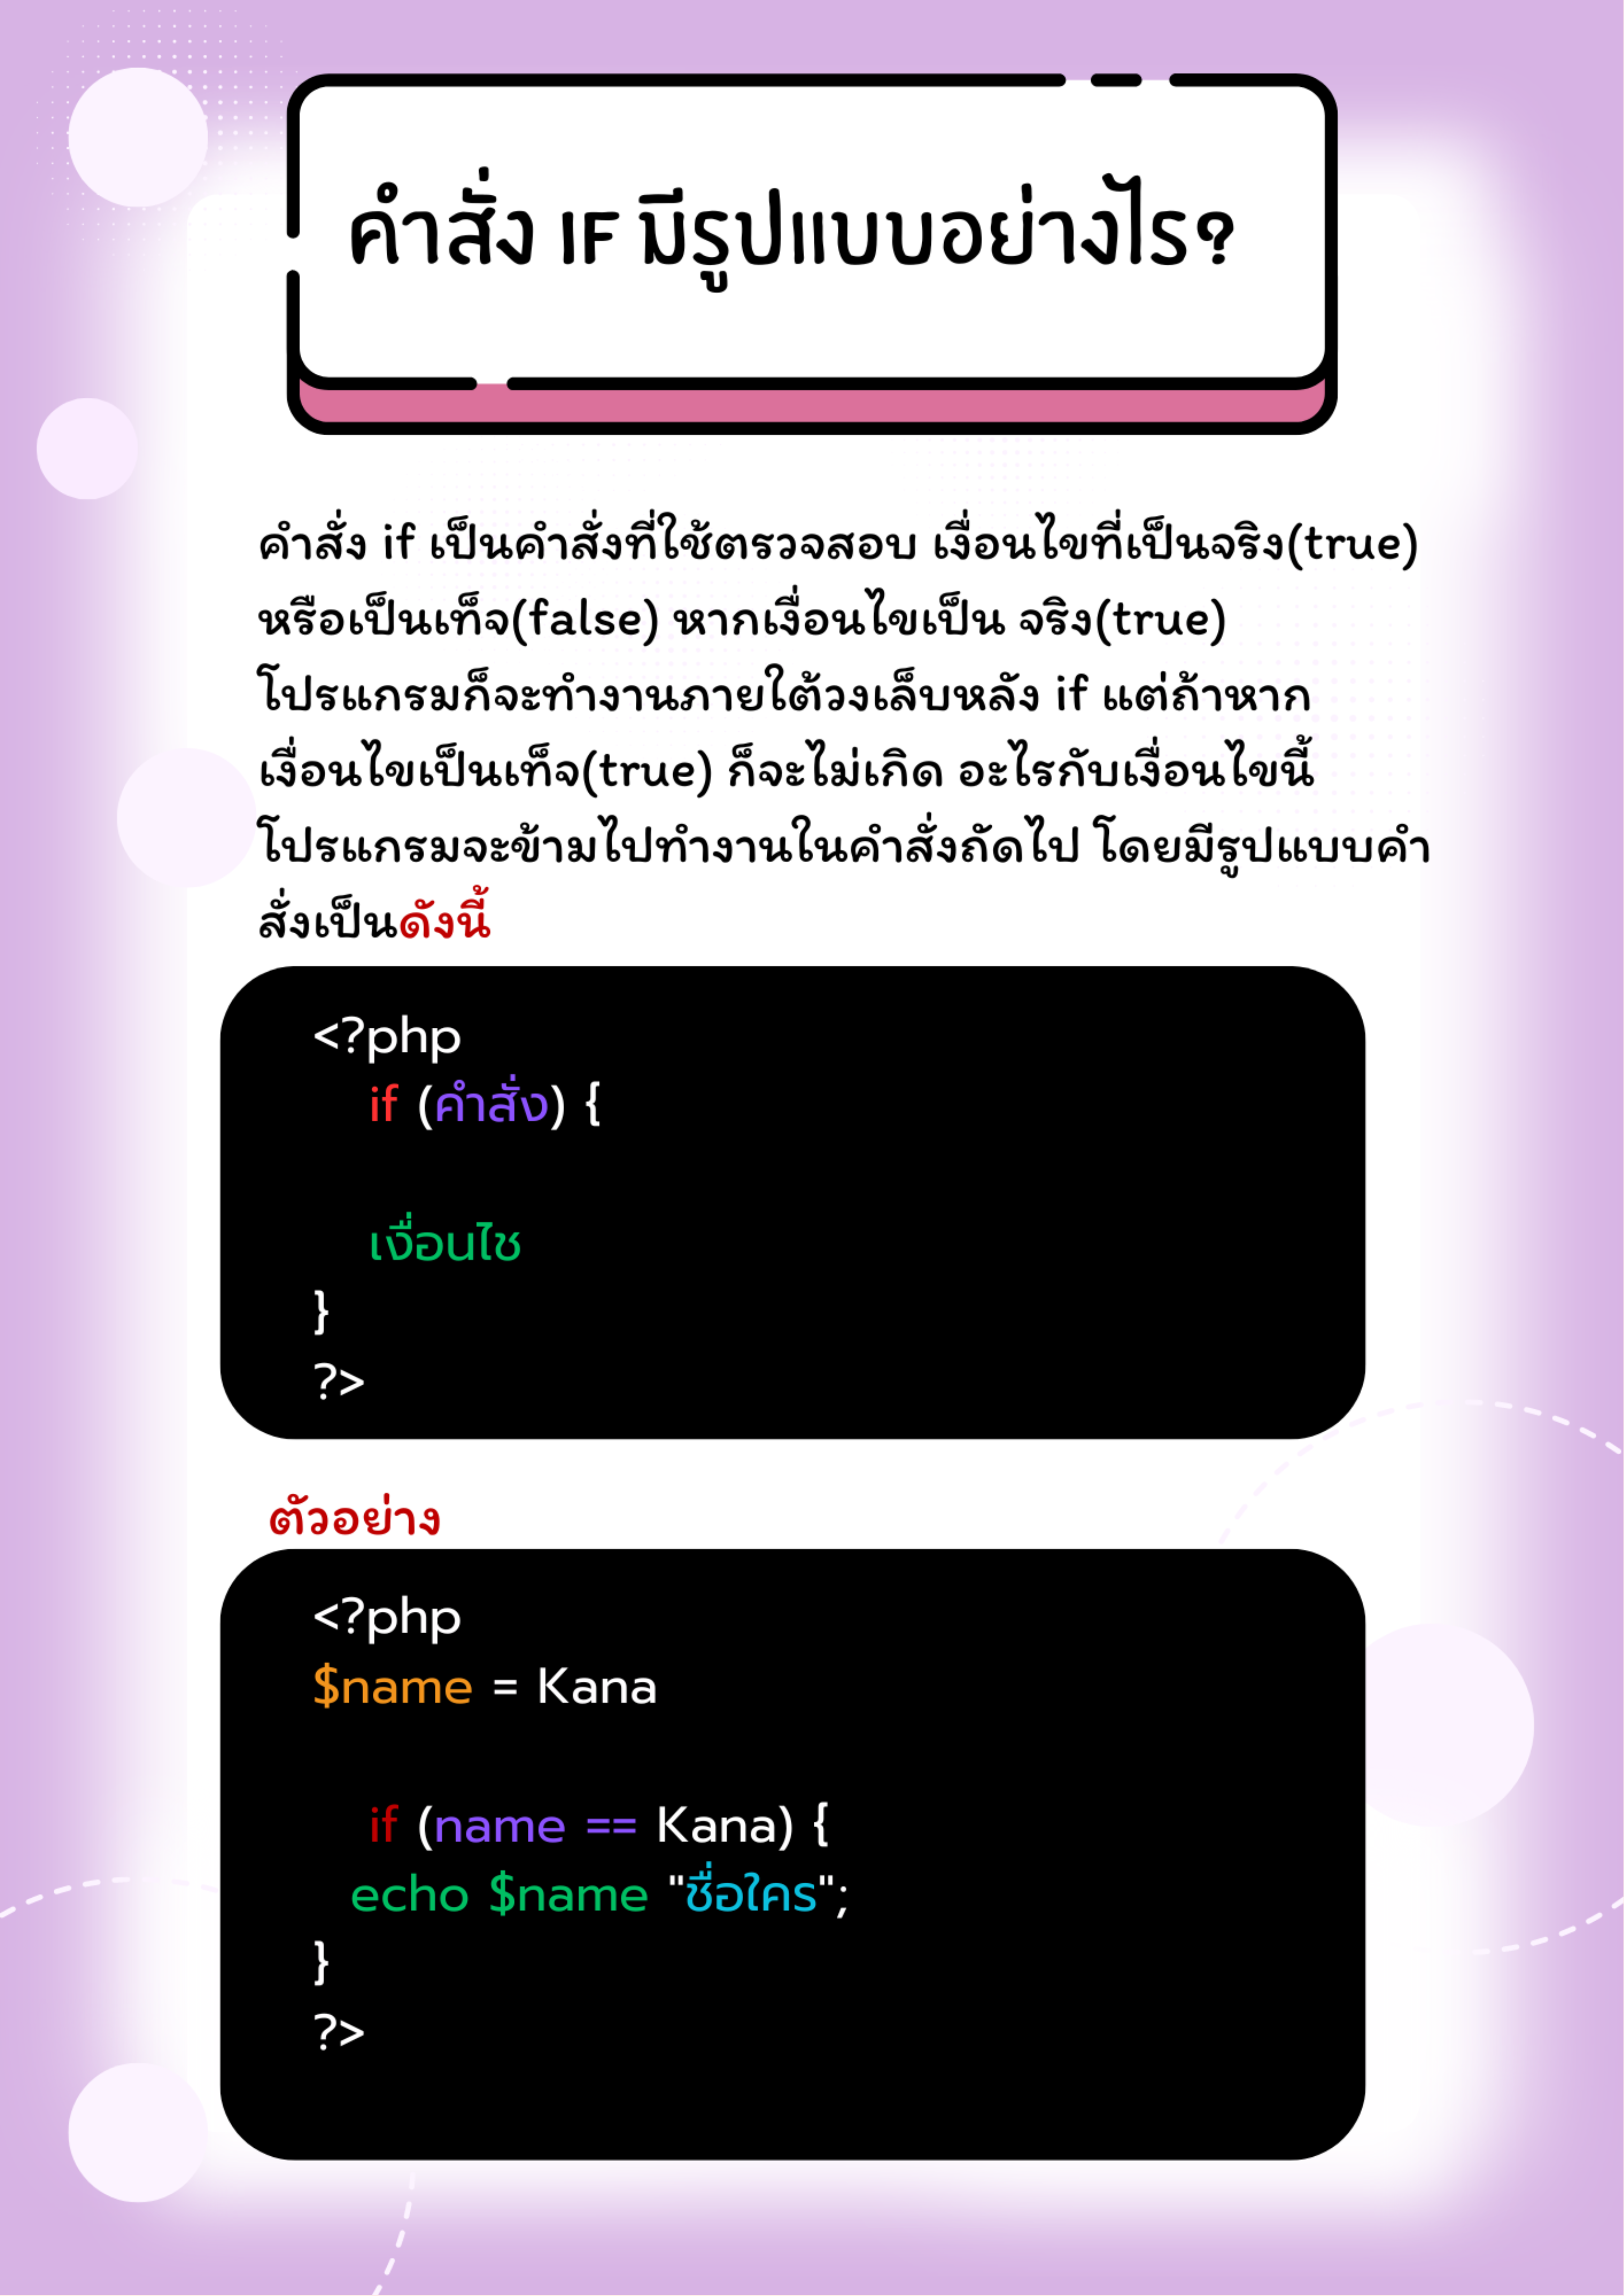 คำสั่ง IF มีรูปแบบอย่างไร?
คำสั่ง if เป็นคำสั่งที่ใช้ตรวจสอบ เงื่อนไขที่เป็นจริง(true)
หรือเป็นเท็จ(false) หากเงื่อนไขเป็น จริง(true)
โปรแกรมก็จะทำงานภายใต้วงเล็บหลัง if แต่ถ้าหาก
เงื่อนไขเป็นเท็จ(true) ก็จะไม่เกิด อะไรกับเงื่อนไขนี้
โปรแกรมจะข้ามไปทำงานในคำสั่งถัดไป โดยมีรูปแบบคำ
สั่งเป็นดังนี้
<?php
if (คำสั่ง) {
เงื่อนไช
}
?>
ตัวอย่าง
<?php
$name = Kana
if (name == Kana) {
echo $name "ชื่อใคร";
}
?>